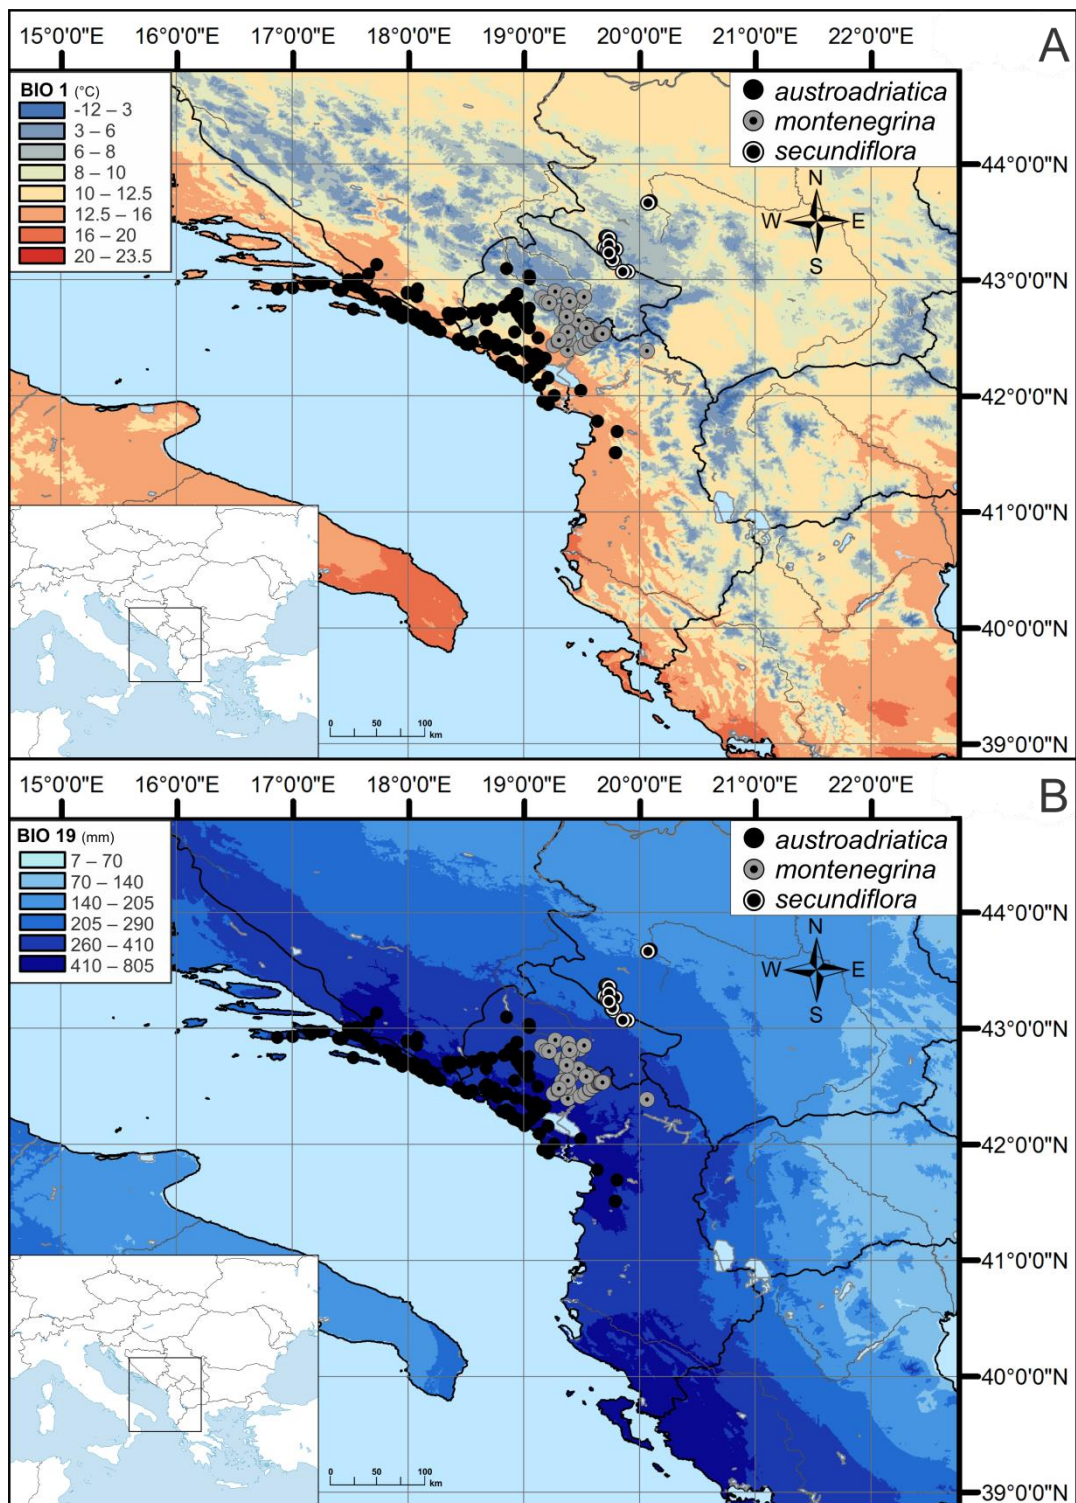 15°0'0"E 16°0'0"E 17°0'0"E 18°0'0"E 19°0'0"E 20°0'0"E 21°0'0"E 22°0'0"E
A
BIO 1 (°C)
-12 – 3
3 – 6
6 – 8
8 – 10
10 – 12.5
12.5 – 16
16 – 20
20 – 23.5
austroadriatica
montenegrina
secundiflora
N
W E
S
44°0'0"N
43°0'0"N
42°0'0"N
41°0'0"N
40°0'0"N
39°0'0"N
0 50 100
km
15°0'0"E 16°0'0"E 17°0'0"E 18°0'0"E 19°0'0"E 20°0'0"E 21°0'0"E 22°0'0"E
B
BIO 19 (mm)
7 – 70
70 – 140
140 – 205
205 – 290
260 – 410
410 – 805
austroadriatica
montenegrina
secundiflora
N
W E
S
44°0'0"N
43°0'0"N
42°0'0"N
41°0'0"N
40°0'0"N
39°0'0"N
0 50 100
km